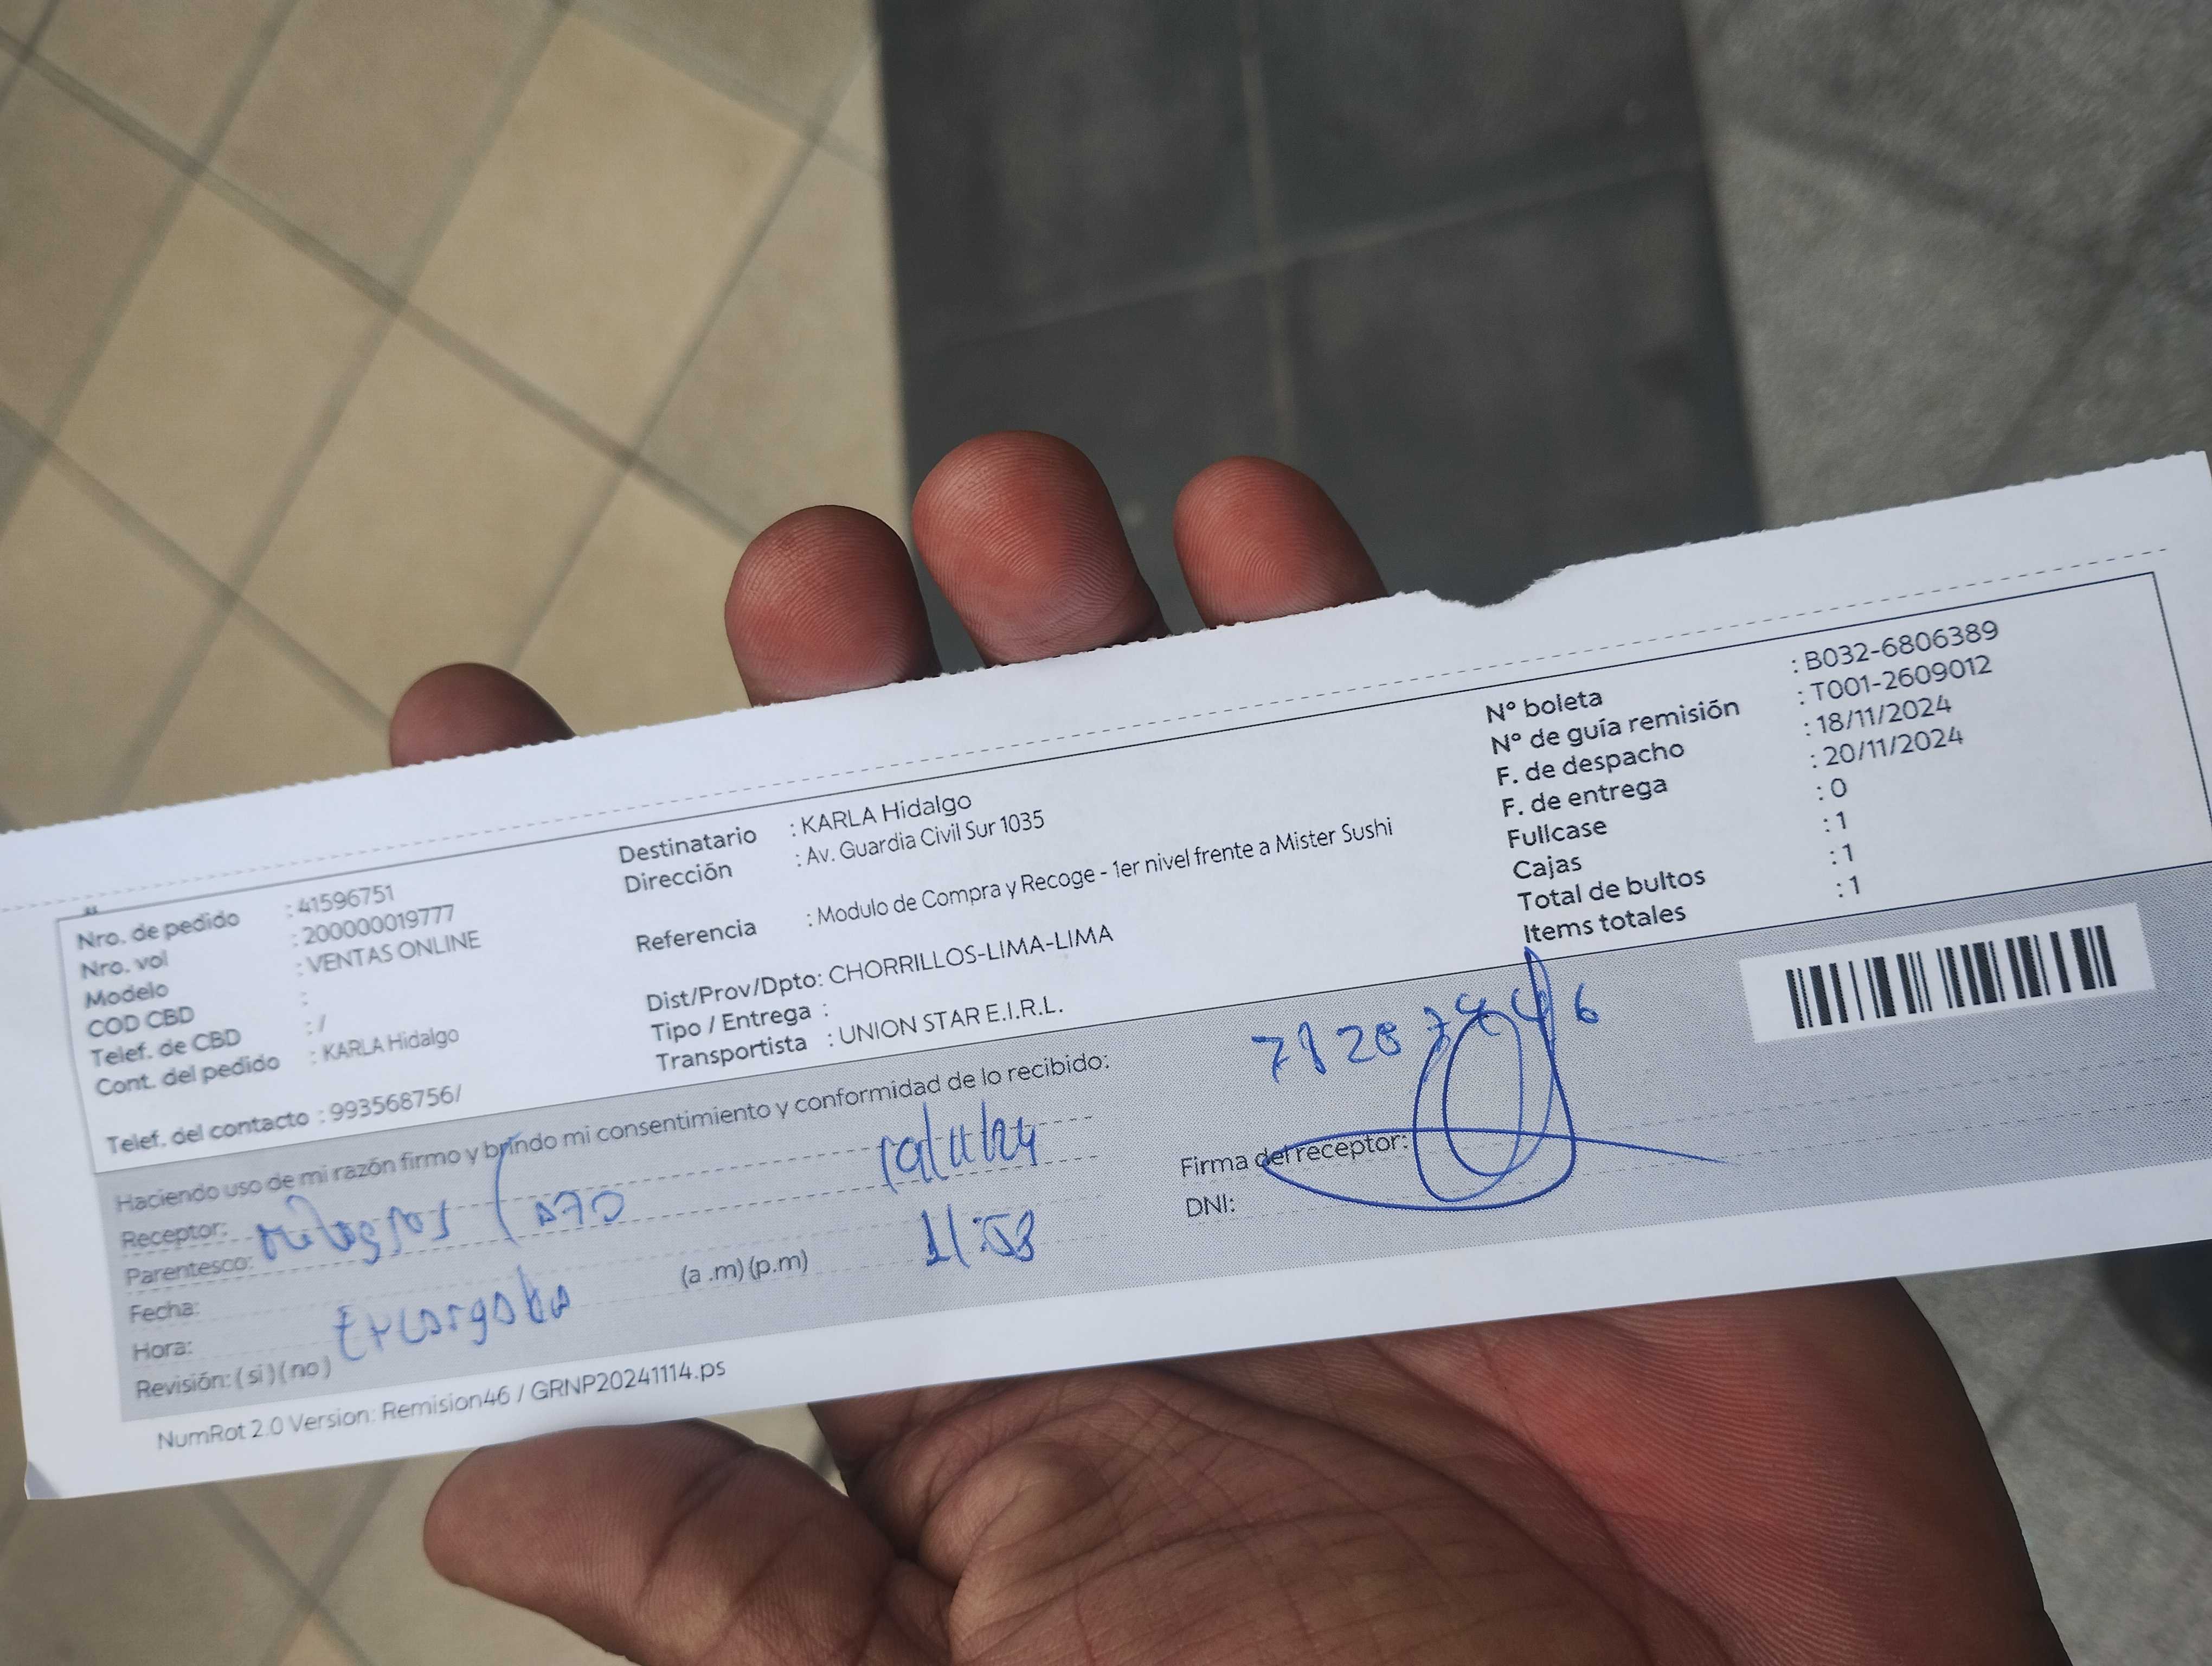 Nro. de pedido : 41596751
Nro. vol : 200000019777
Modelo : VENTAS ONLINE
COD CBD :
Telef. de CBD : /
Cont. del pedido : KARLA Hidalgo
Telef. del contacto : 993568756/
Destinatario : KARLA Hidalgo
Dirección : Av. Guardia Civil Sur 1035
Referencia : Modulo de Compra y Recoge - 1er nivel frente a Mister Sushi
Dist/Prov/Dpto: CHORRILLOS-LIMA-LIMA
Tipo / Entrega :
Transportista : UNION STAR E.I.R.L.
N° boleta : B032-6806389
N° de guía remisión : T001-2609012
F. de despacho : 18/11/2024
F. de entrega : 20/11/2024
Fullcase : 0
Cajas : 1
Total de bultos : 1
Items totales : 1
Haciendo uso de mi razón firmo y brindo mi consentimiento y conformidad de lo recibido:
Receptor:
Parentesco: Milagros
Fecha:
Hora: (a .m) (p.m) 11:53
Revisión: ( si ) ( no ) Encargada
Firma del receptor:
DNI:
NumRot 2.0 Version: Remision46 / GRNP20241114.ps